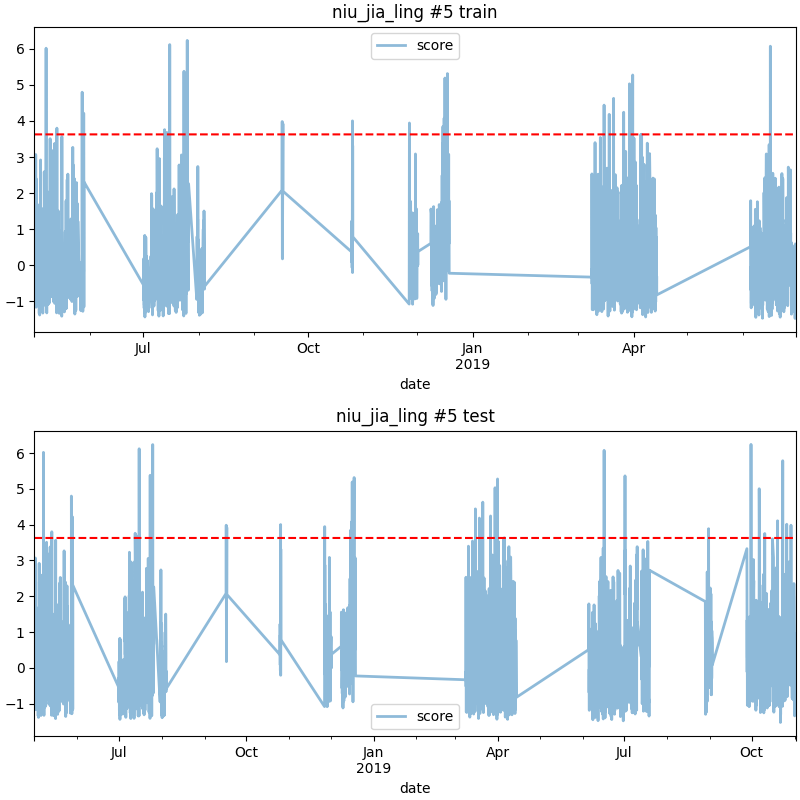 niu_jia_ling #5 train
score
6
5
4
3
2
1
0
−1
Jul
Oct
Jan
2019
Apr
date
niu_jia_ling #5 test
6
5
4
3
2
1
0
−1
score
Jul
Oct
Jan
2019
Apr
Jul
Oct
date